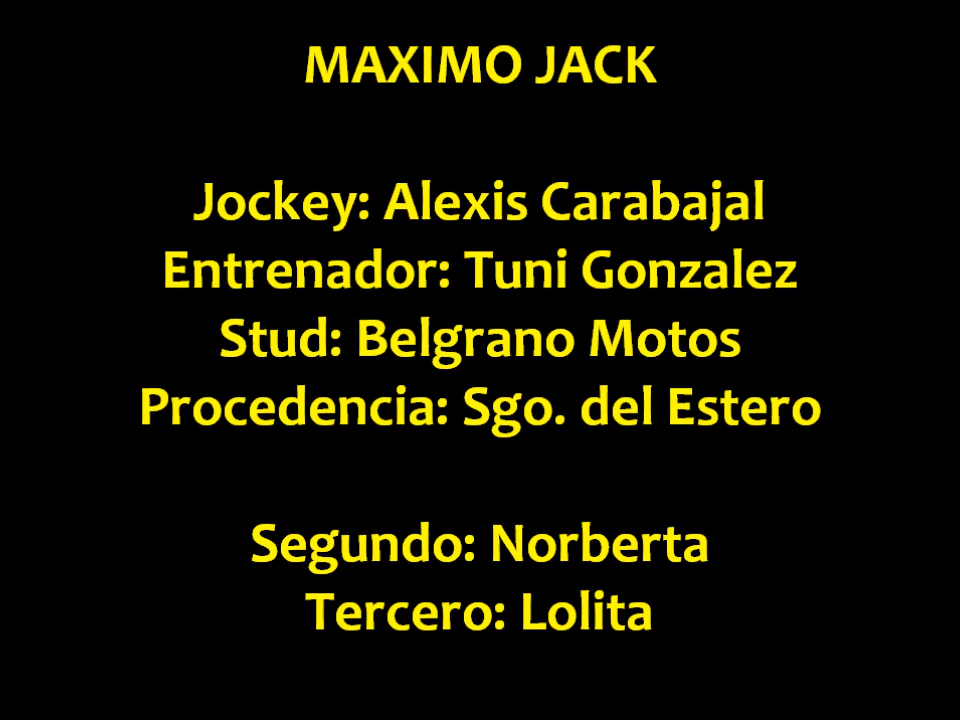 MAXIMO JACK
Jockey: Alexis Carabajal
Entrenador: Tuni Gonzalez
Stud: Belgrano Motos
Procedencia: Sgo. del Estero
Segundo: Norberta
Tercero: Lolita